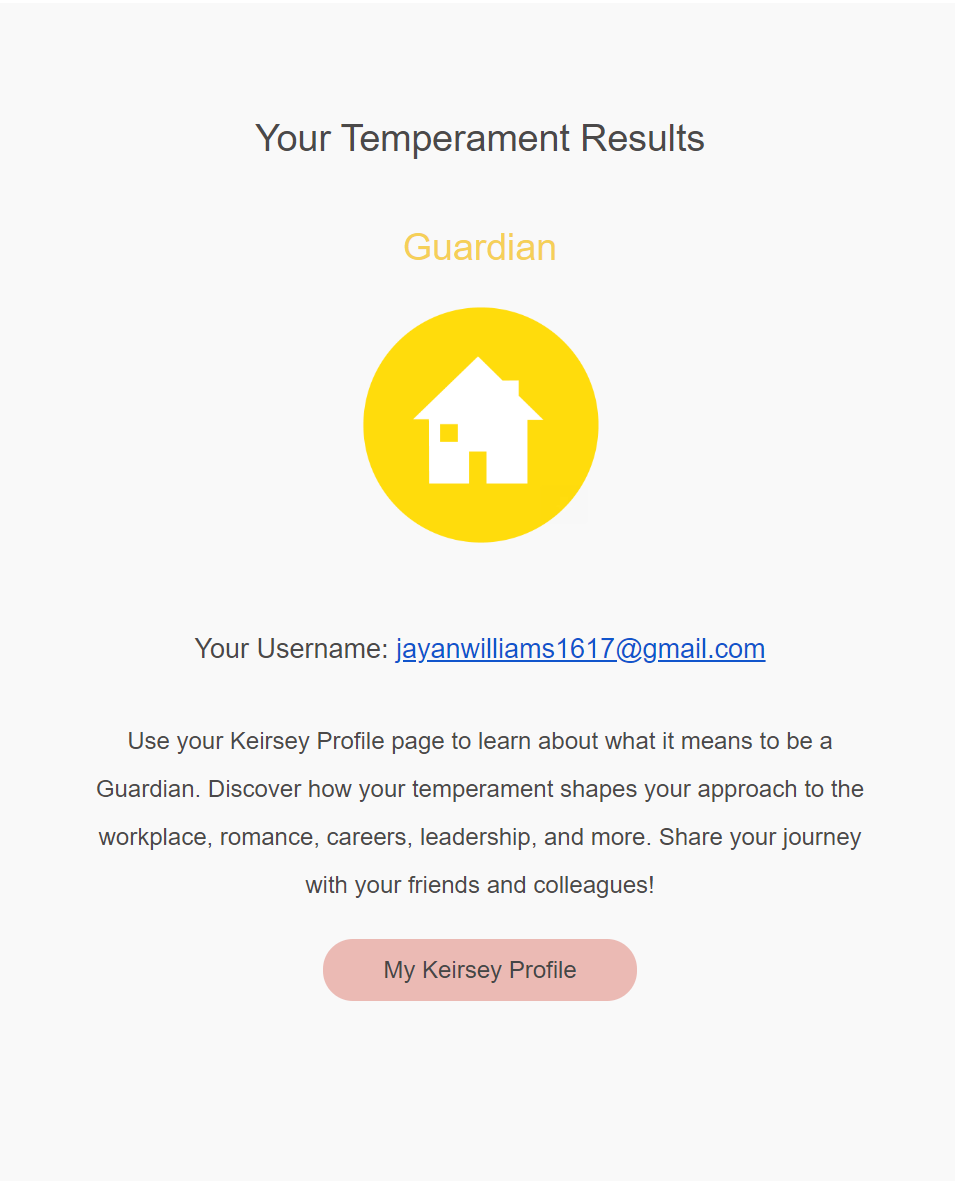 Your Temperament Results
Guardian
Your Username: jayanwilliams1617@gmail.com
Use your Keirsey Profile page to learn about what it means to be a
Guardian. Discover how your temperament shapes your approach to the
workplace, romance, careers, leadership, and more. Share your journey
with your friends and colleagues!
My Keirsey Profile